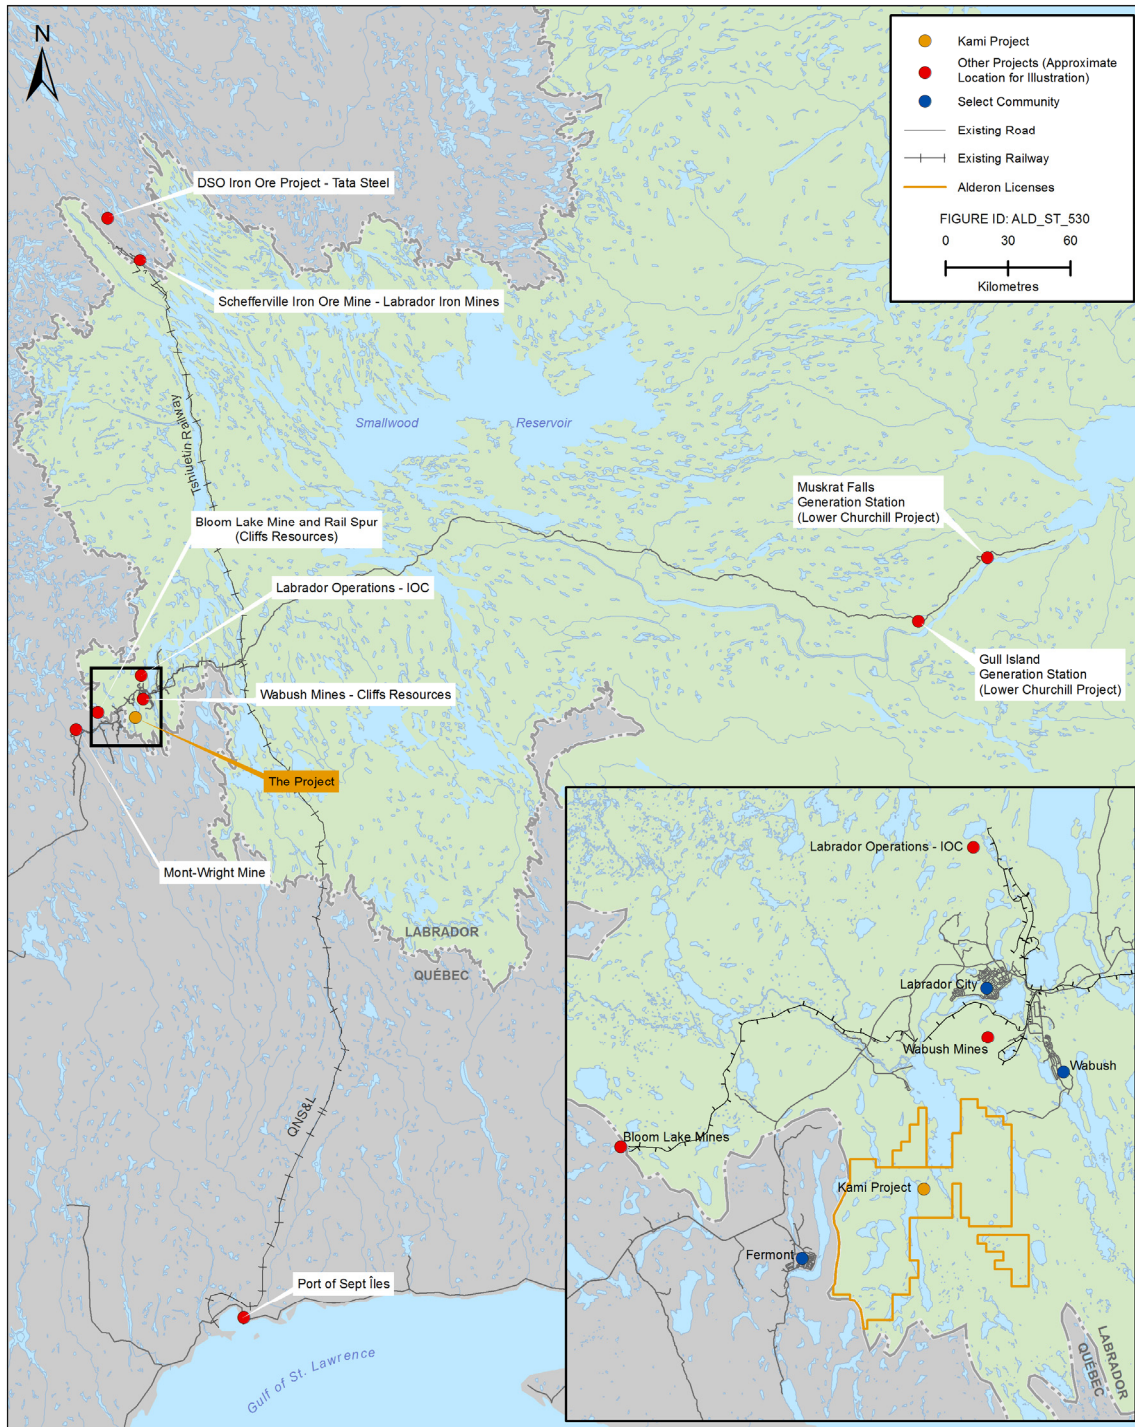 N
Kami Project
Other Projects (Approximate
Location for Illustration)
Select Community
Existing Road
Existing Railway
Alderon Licenses
FIGURE ID: ALD_ST_530
0 30 60
Kilometres
DSO Iron Ore Project - Tata Steel
Schefferville Iron Ore Mine - Labrador Iron Mines
Tshiuetin Railway
Smallwood Reservoir
Muskrat Falls
Generation Station
(Lower Churchill Project)
Bloom Lake Mine and Rail Spur
(Cliffs Resources)
Labrador Operations - IOC
Gull Island
Generation Station
(Lower Churchill Project)
Wabush Mines - Cliffs Resources
The Project
Mont-Wright Mine
LABRADOR
QUÉBEC
QNS&L
Port of Sept Îles
Gulf of St. Lawrence
Labrador Operations - IOC
Labrador City
Wabush Mines
Wabush
Bloom Lake Mines
Kami Project
Fermont
LABRADOR
QUÉBEC